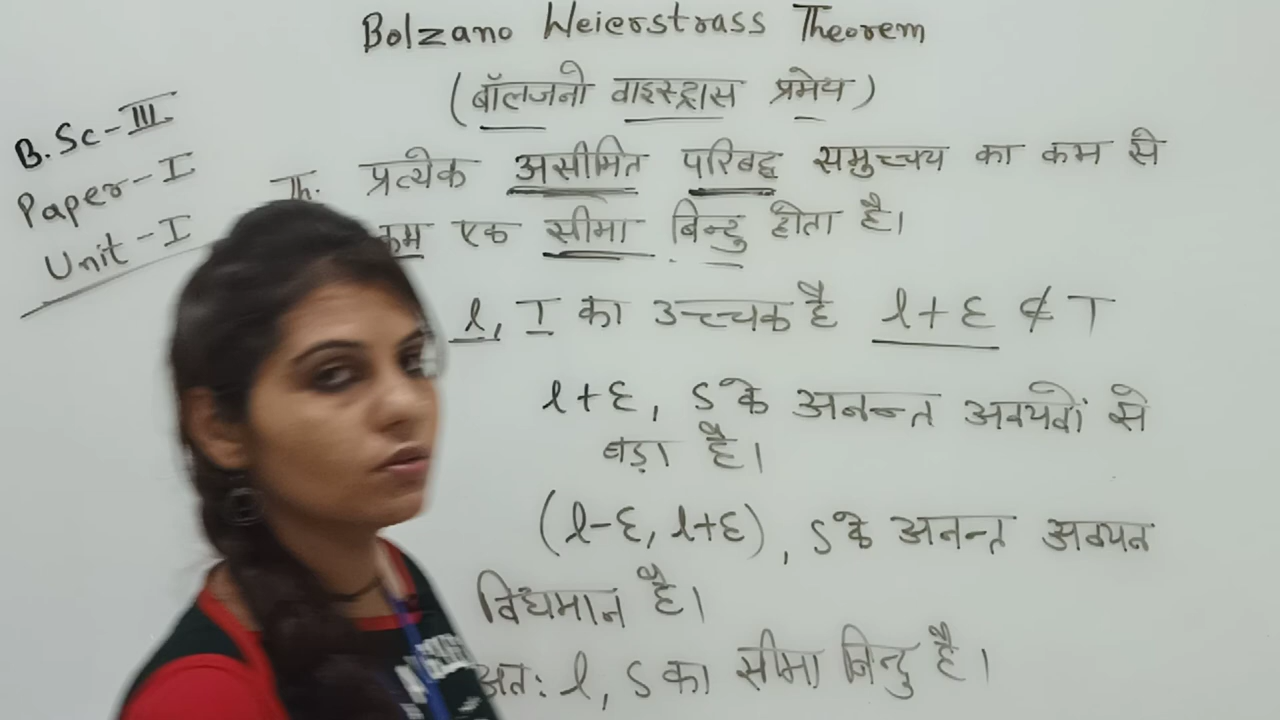 Bolzano Weierstrass Theorem
(बॉलजनो वाइस्ट्रास प्रमेय)
B.Sc-III
Paper-I
Unit-I
Th. प्रत्येक असीमित परिबद्ध समुच्चय का कम से
कम एक सीमा बिन्दु होता है।
l, T का उच्चक है l+ε ∉ T
l+ε, S के अनन्त अवयवों से
बड़ा है।
(l-ε, l+ε), S के अनन्त अवयव
विधमान है।
अत: l, S का सीमा बिन्दु है।